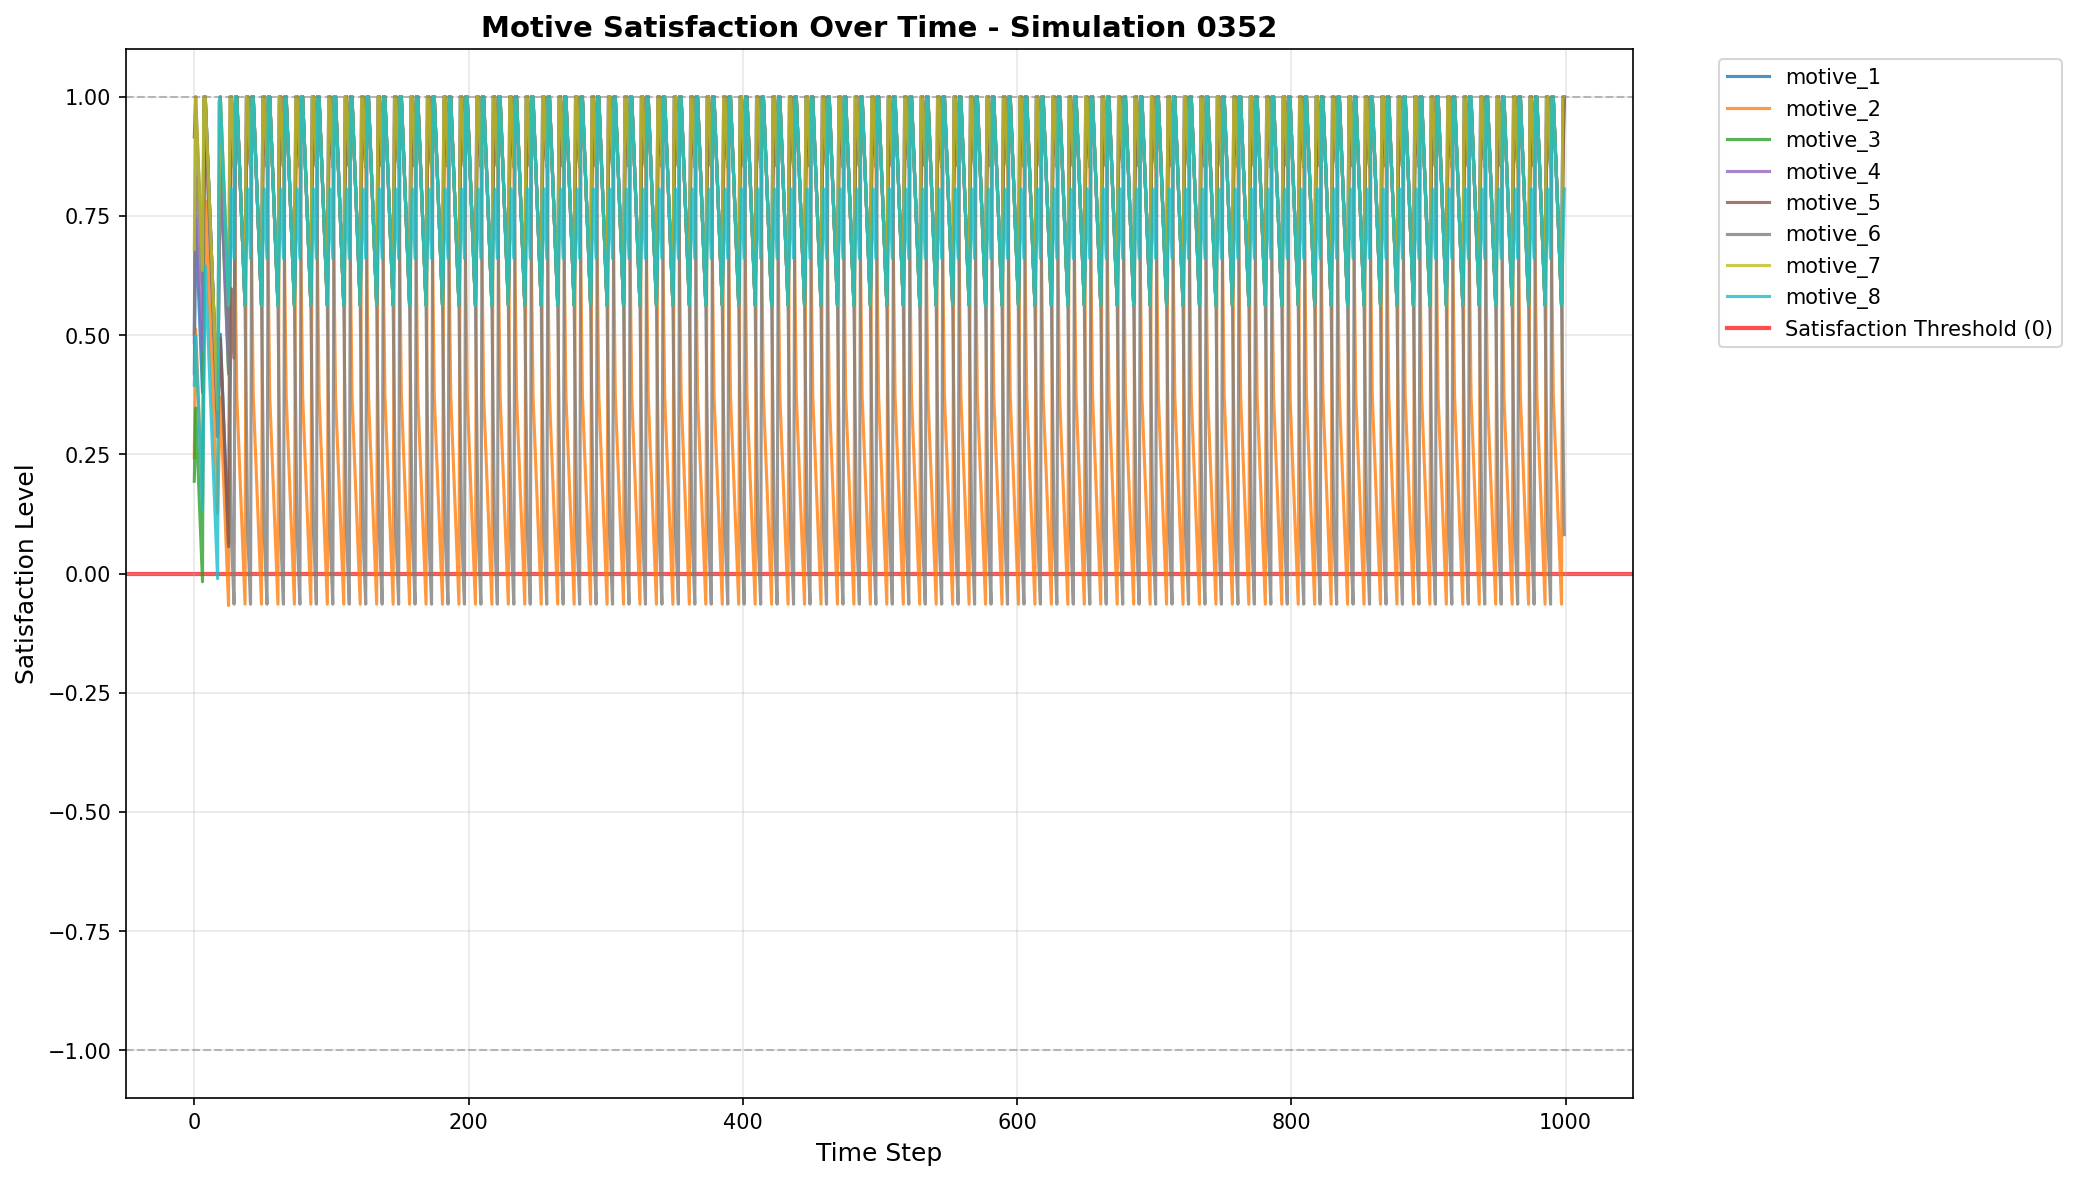 Motive Satisfaction Over Time - Simulation 0352
1.00
0.75
0.50
0.25
0.00
−0.25
−0.50
−0.75
−1.00
Satisfaction Level
0
200
400
600
800
1000
Time Step
motive_1
motive_2
motive_3
motive_4
motive_5
motive_6
motive_7
motive_8
Satisfaction Threshold (0)